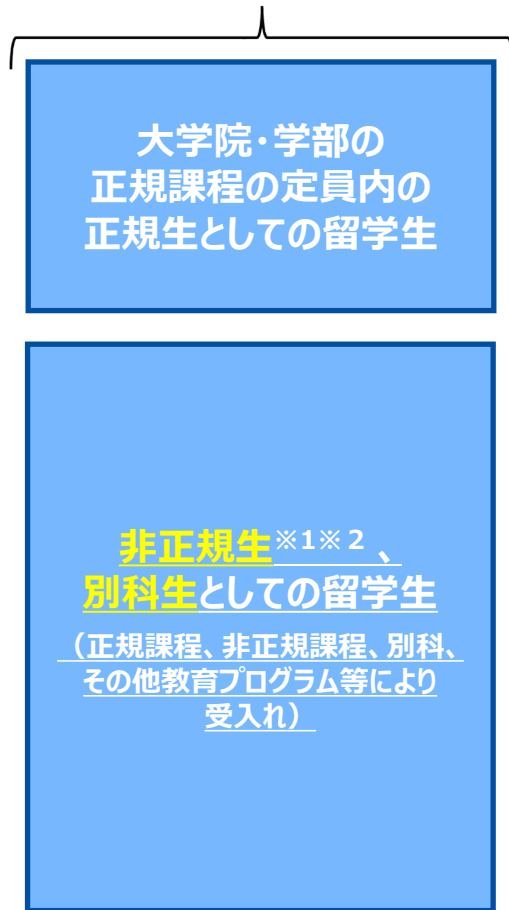 大学院・学部の
正規課程の定員内の
正規生としての留学生
非正規生※1※２、
別科生としての留学生
（正規課程、非正規課程、別科、
その他教育プログラム等により
受入れ）